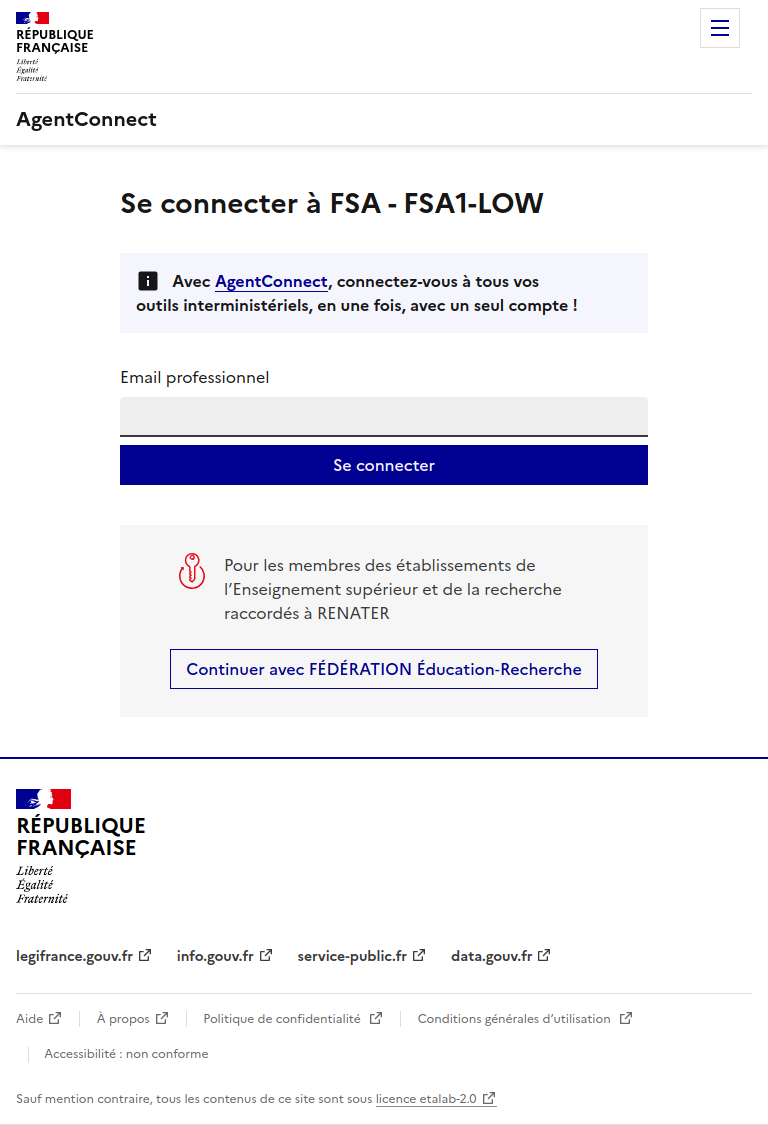 RÉPUBLIQUE
FRANÇAISE
Liberté
Égalité
Fraternité
AgentConnect
Se connecter à FSA - FSA1-LOW
Avec AgentConnect, connectez-vous à tous vos
outils interministériels, en une fois, avec un seul compte !
Email professionnel
Se connecter
Pour les membres des établissements de
l’Enseignement supérieur et de la recherche
raccordés à RENATER
Continuer avec FÉDÉRATION Éducation-Recherche
RÉPUBLIQUE
FRANÇAISE
Liberté
Égalité
Fraternité
legifrance.gouv.fr info.gouv.fr service-public.fr data.gouv.fr
Aide À propos Politique de confidentialité Conditions générales d’utilisation
Accessibilité : non conforme
Sauf mention contraire, tous les contenus de ce site sont sous licence etalab-2.0